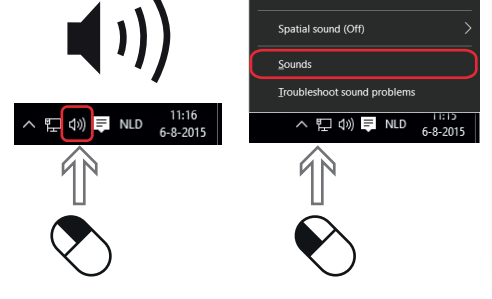 11:16
NLD
6-8-2015
Spatial sound (Off)
Sounds
Troubleshoot sound problems
11:15
NLD
6-8-2015